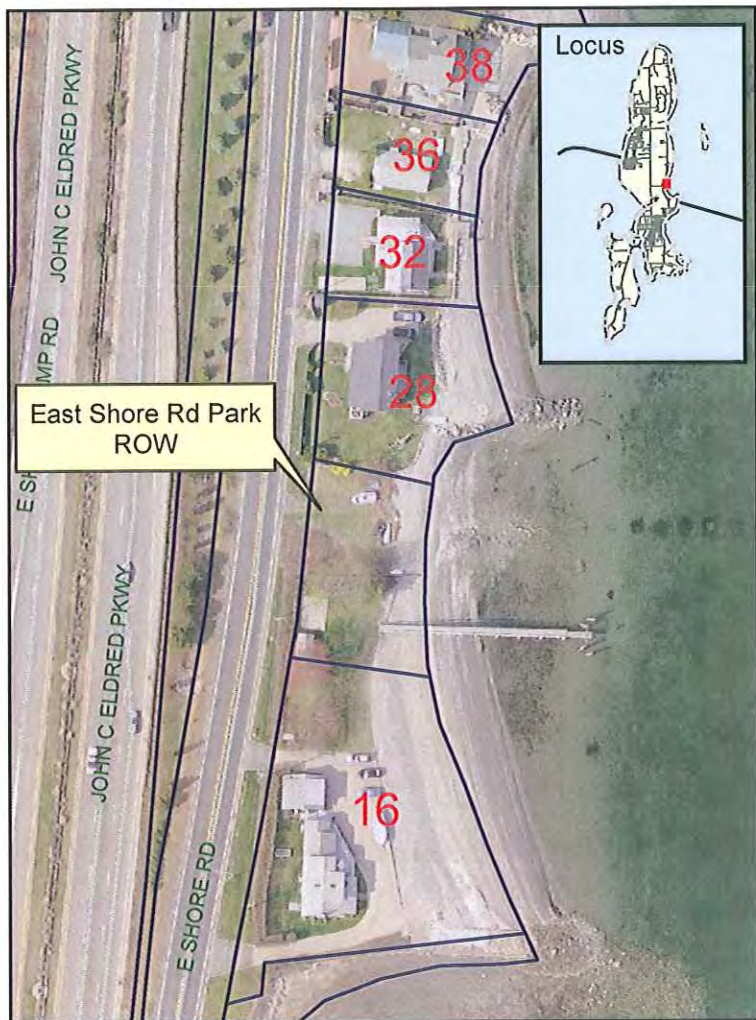 Locus
38
36
32
28
East Shore Rd Park
ROW
16
JOHN C ELDRED PKWY
JOHN C ELDRED PKWY
E SHORE RD